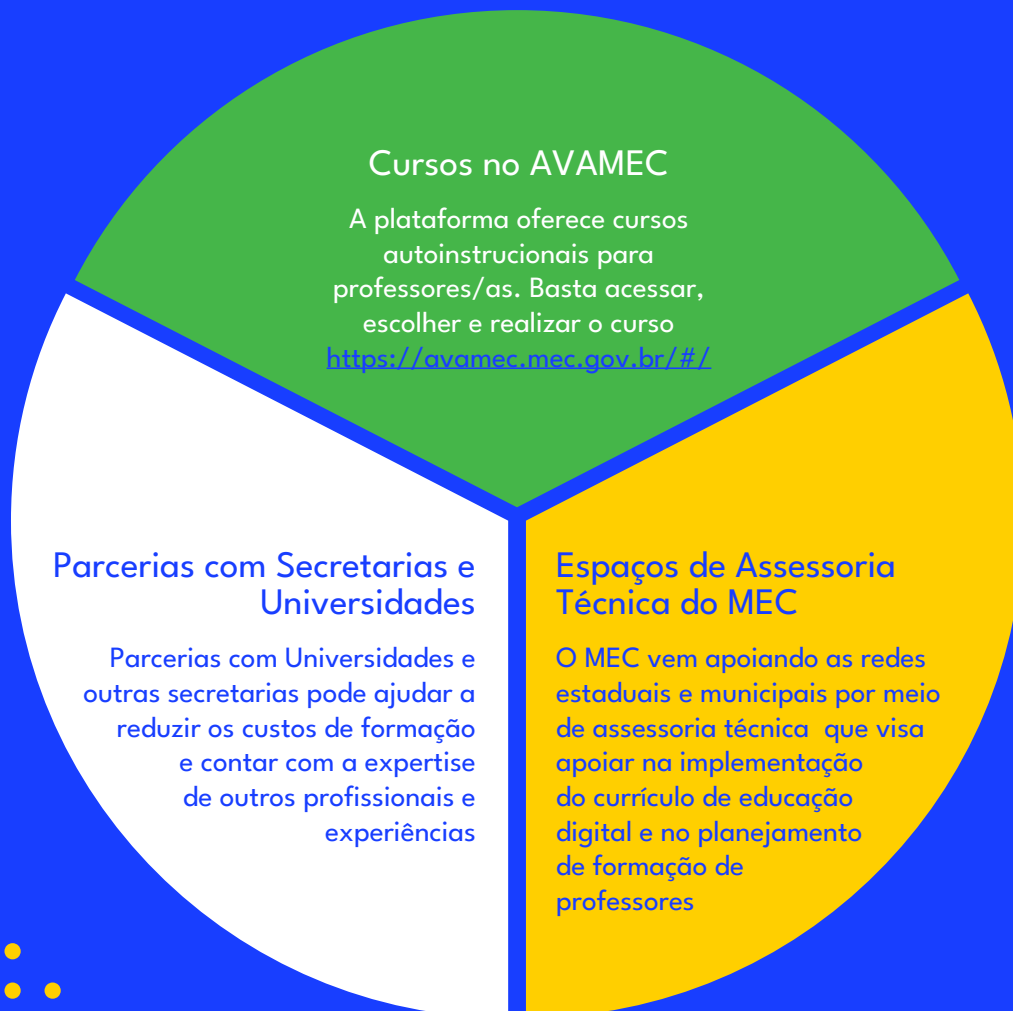 Cursos no AVAMEC
A plataforma oferece cursos
autoinstrucionais para
professores/as. Basta acessar,
escolher e realizar o curso
https://avamec.mec.gov.br/#/
Parcerias com Secretarias e
Universidades
Parcerias com Universidades e
outras secretarias pode ajudar a
reduzir os custos de formação
e contar com a expertise
de outros profissionais e
experiências
Espaços de Assessoria
Técnica do MEC
O MEC vem apoiando as redes
estaduais e municipais por meio
de assessoria técnica  que visa
apoiar na implementação
do currículo de educação
digital e no planejamento
de formação de
professores